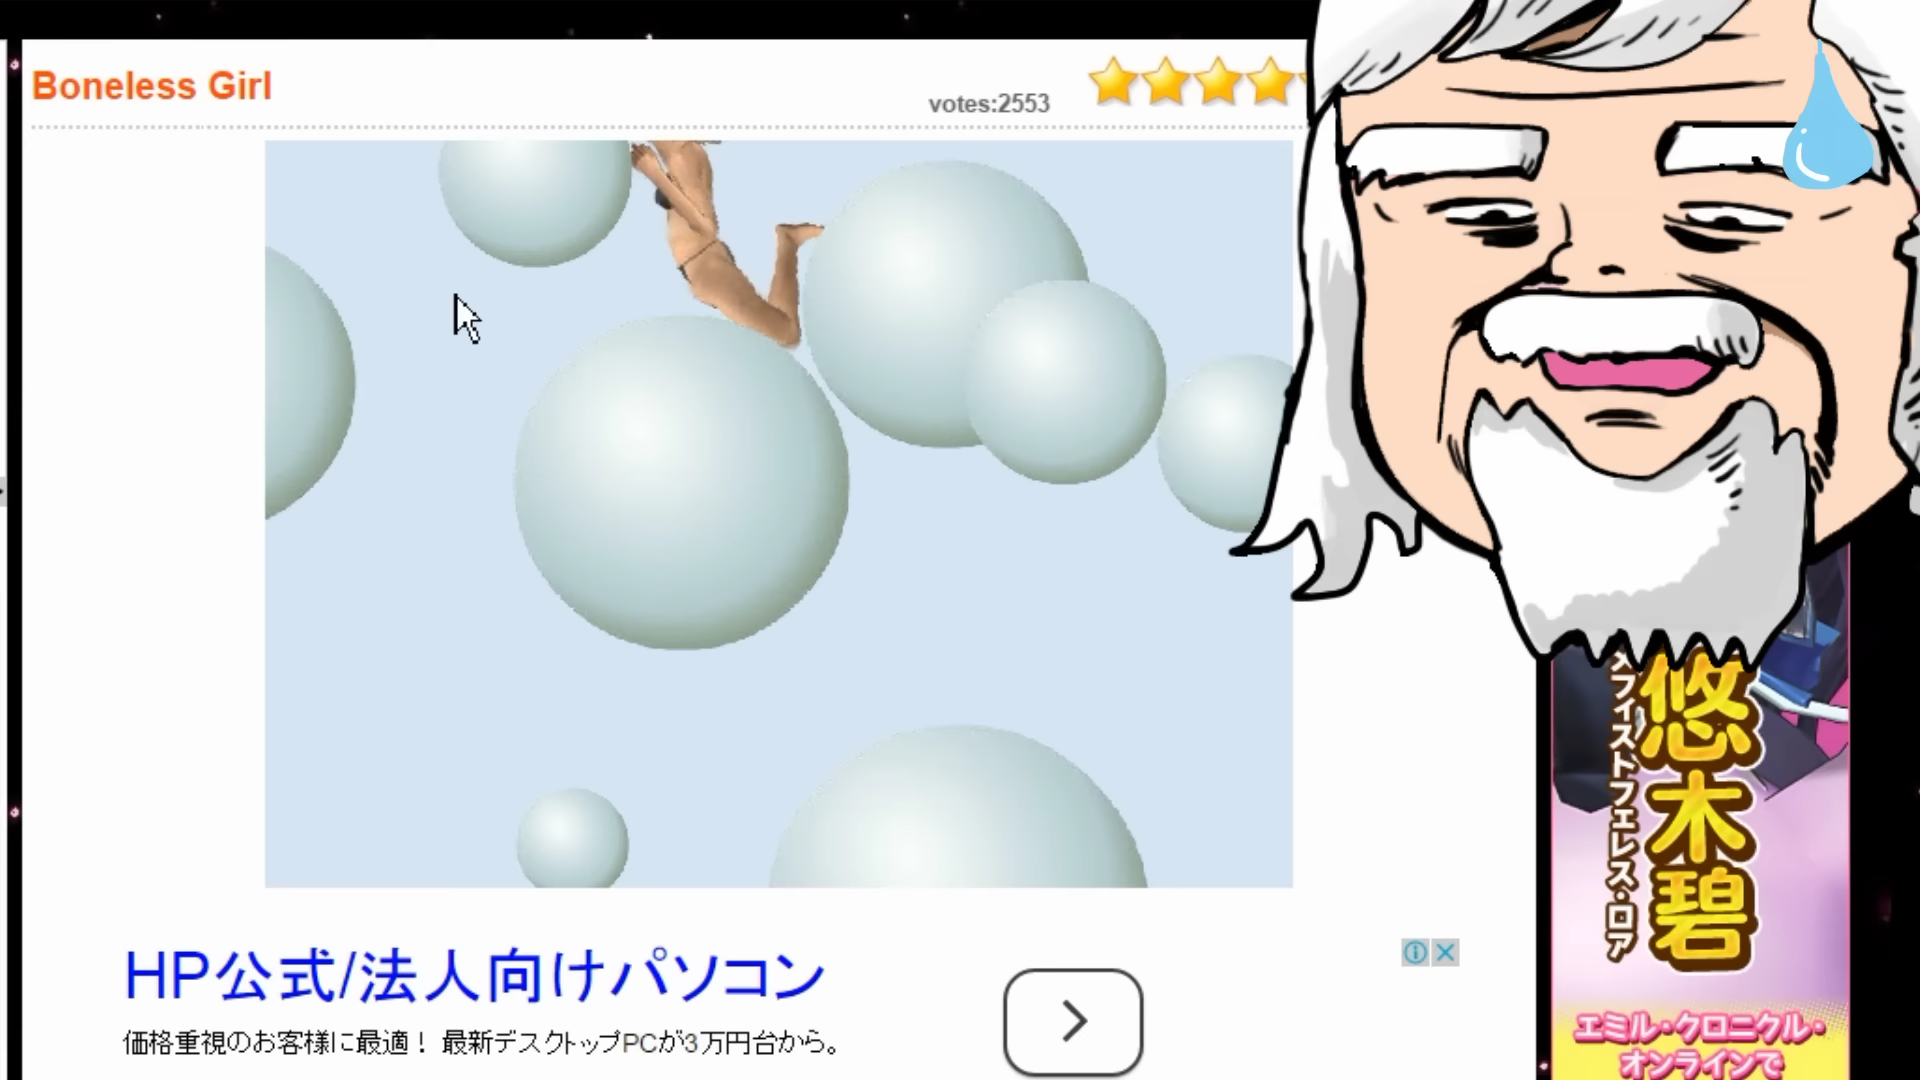 Boneless Girl
votes:2553
HP公式/法人向けパソコン
価格重視のお客様に最適！ 最新デスクトップPCが3万円台から。
悠木碧
メフィストフェレス・ロア
エミル・クロニクル・
オンラインで